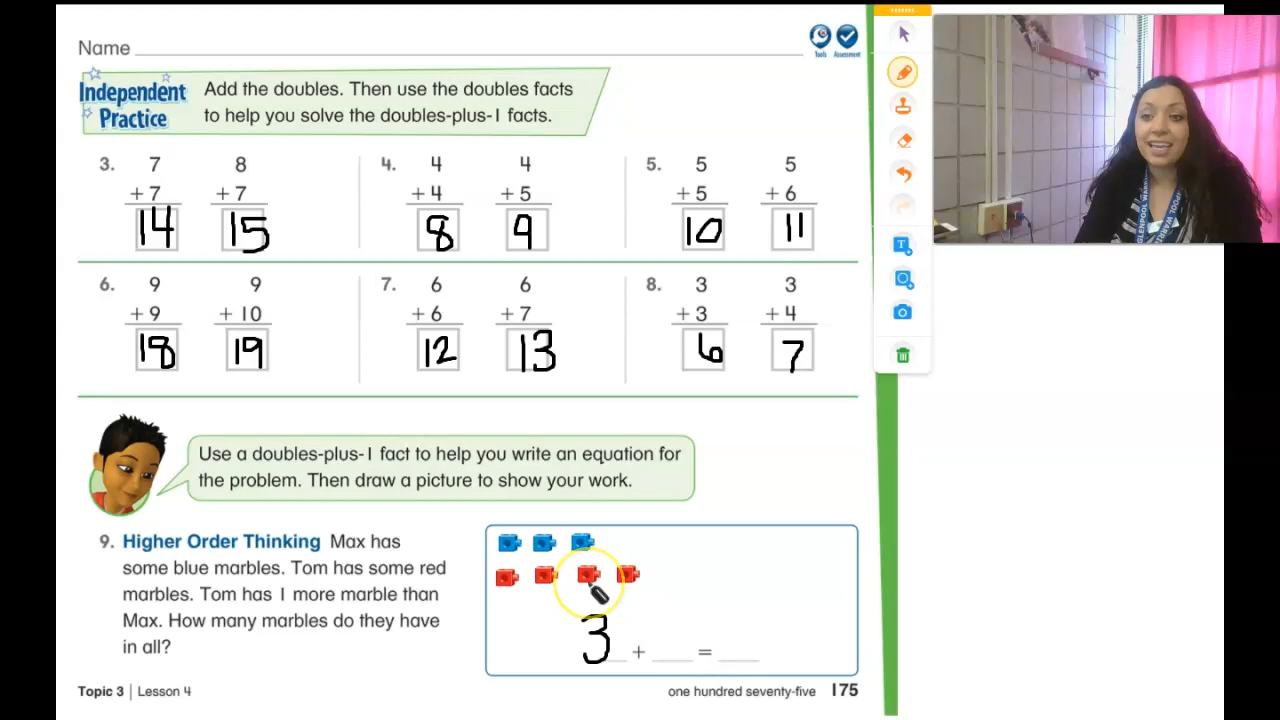 Name
Tools Assessment
Independent Practice
Add the doubles. Then use the doubles facts
to help you solve the doubles-plus-1 facts.
3. 7 8 4. 4 4 5. 5 5
+ 7 + 7 + 4 + 5 + 5 + 6
14 15 8 9 10 11
6. 9 9 7. 6 6 8. 3 3
+ 9 + 10 + 6 + 7 + 3 + 4
18 19 12 13 6 7
Use a doubles-plus-1 fact to help you write an equation for
the problem. Then draw a picture to show your work.
9. Higher Order Thinking Max has
some blue marbles. Tom has some red
marbles. Tom has 1 more marble than
Max. How many marbles do they have
in all?
3 + =
Topic 3 | Lesson 4
one hundred seventy-five 175
T
GLENPOOL WARRIORS